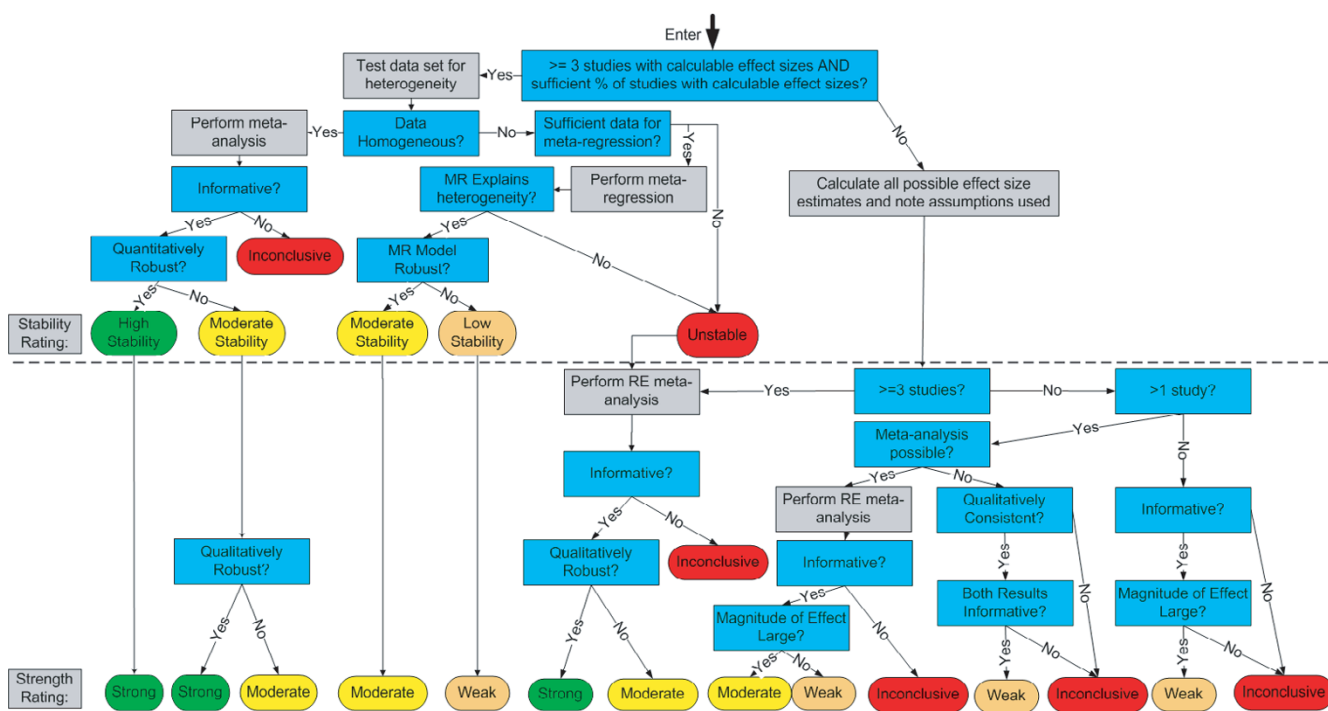 Enter
>= 3 studies with calculable effect sizes AND
sufficient % of studies with calculable effect sizes?
Yes
Test data set for
heterogeneity
No
Perform meta-
analysis
Yes
Data
Homogeneous?
No
Sufficient data for
meta-regression?
Yes
No
Informative?
MR Explains
heterogeneity?
Perform meta-
regression
Calculate all possible effect size
estimates and note assumptions used
Yes
No
Yes
No
Quantitatively
Robust?
Inconclusive
MR Model
Robust?
Yes
No
Yes
No
Stability
Rating:
High
Stability
Moderate
Stability
Moderate
Stability
Low
Stability
Unstable
Perform RE meta-
analysis
Yes
>=3 studies?
No
>1 study?
Yes
No
Meta-analysis
possible?
Informative?
Yes
No
Yes
No
Perform RE meta-
analysis
Qualitatively
Consistent?
Informative?
Qualitatively
Robust?
Qualitatively
Robust?
Inconclusive
Informative?
Yes
No
Yes
No
Yes
No
Magnitude of Effect
Large?
Both Results
Informative?
Magnitude of Effect
Large?
Yes
No
Yes
No
Yes
No
Yes
No
Yes
No
Strength
Rating:
Strong
Strong
Moderate
Moderate
Weak
Strong
Moderate
Moderate
Weak
Inconclusive
Weak
Inconclusive
Weak
Inconclusive